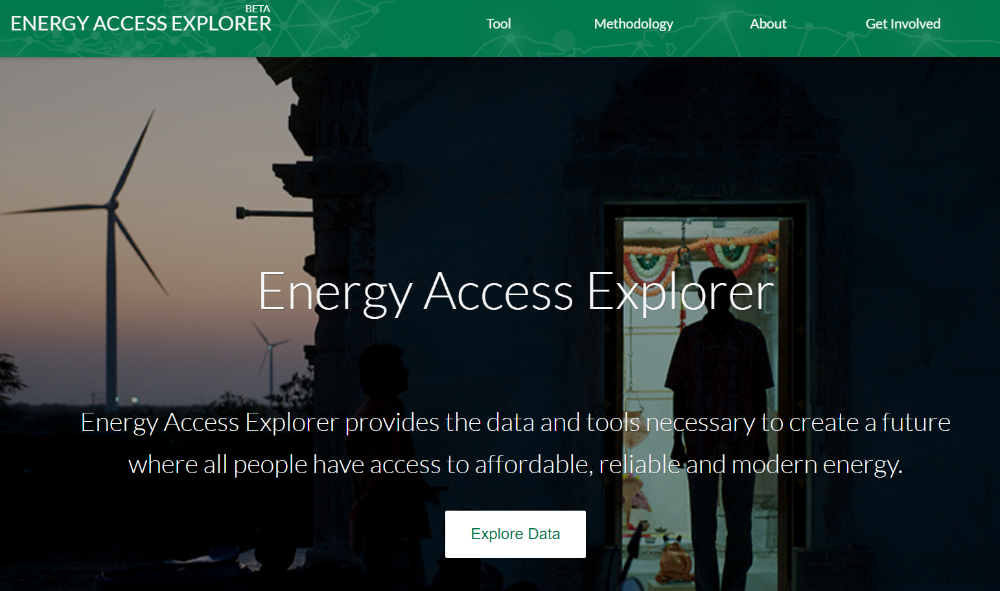 BETA
ENERGY ACCESS EXPLORER
Tool
Methodology
About
Get Involved
Energy Access Explorer
Energy Access Explorer provides the data and tools necessary to create a future
where all people have access to affordable, reliable and modern energy.
Explore Data